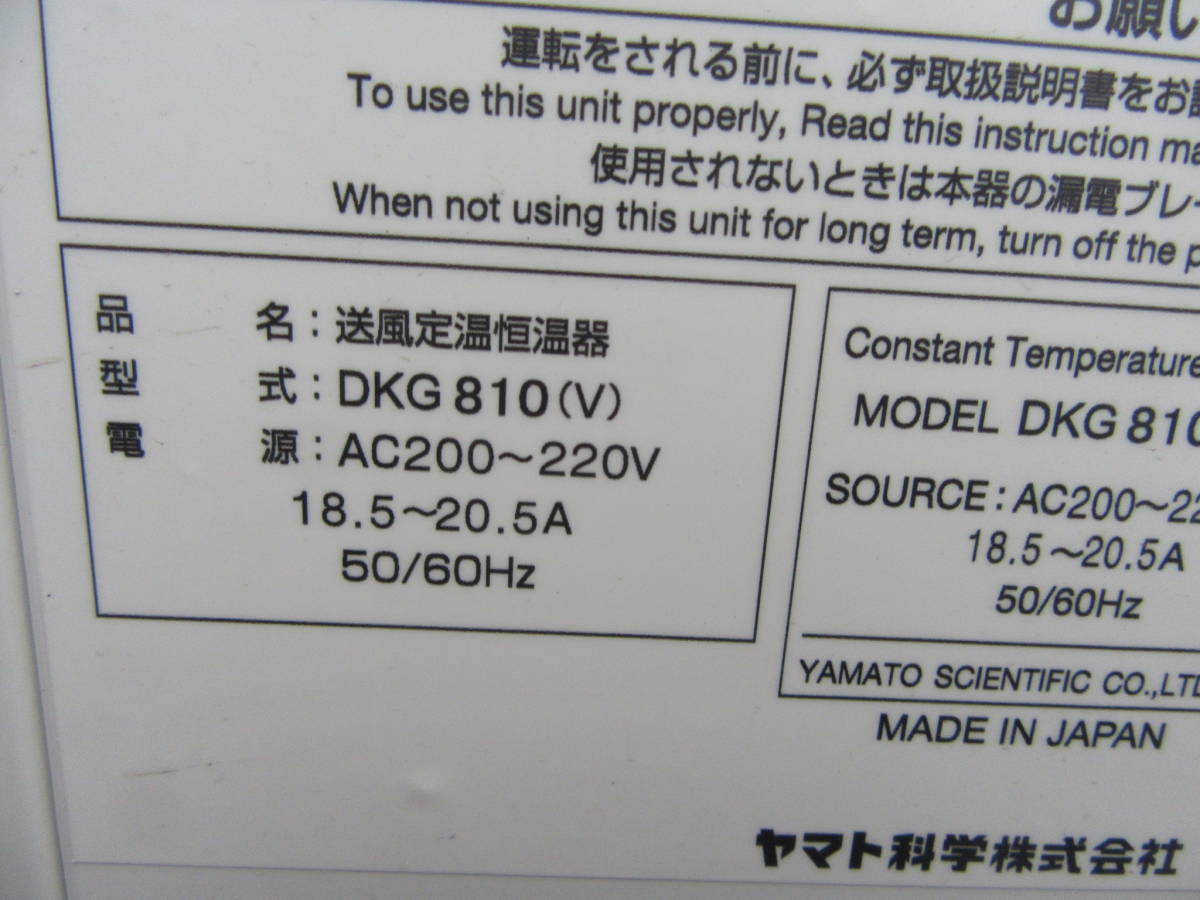 お願い
運転をされる前に、必ず取扱説明書をお
To use this unit properly, Read this instruction
使用されないときは本器の漏電ブレー
When not using this unit for long term, turn off the
品 名：送風定温恒温器
型 式：DKG 810（V）
電 源：AC200～220V
18.5～20.5A
50/60Hz
Constant Temperature
MODEL DKG 810
SOURCE：AC200～22
18.5～20.5A
50/60Hz
YAMATO SCIENTIFIC CO.,LTD
MADE IN JAPAN
ヤマト科学株式会社